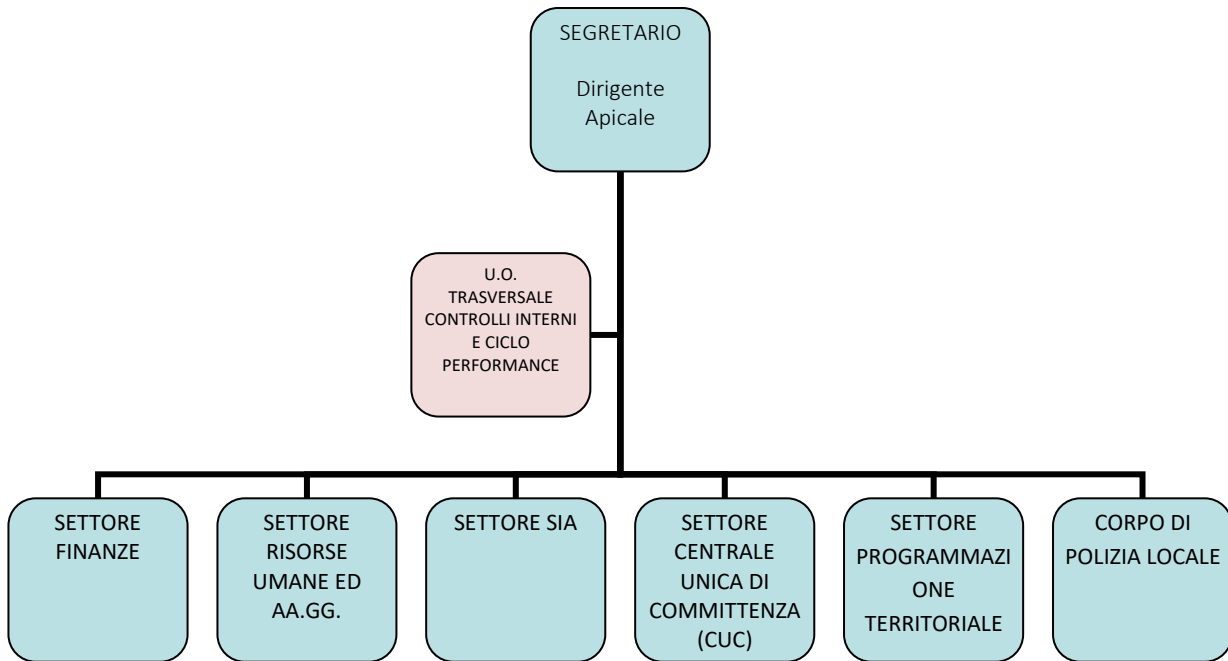 SEGRETARIO
Dirigente
Apicale
U.O.
TRASVERSALE
CONTROLLI INTERNI
E CICLO
PERFORMANCE
SETTORE
FINANZE
SETTORE
RISORSE
UMANE ED
AA.GG.
SETTORE SIA
SETTORE
CENTRALE
UNICA DI
COMMITTENZA
(CUC)
SETTORE
PROGRAMMAZI
ONE
TERRITORIALE
CORPO DI
POLIZIA LOCALE